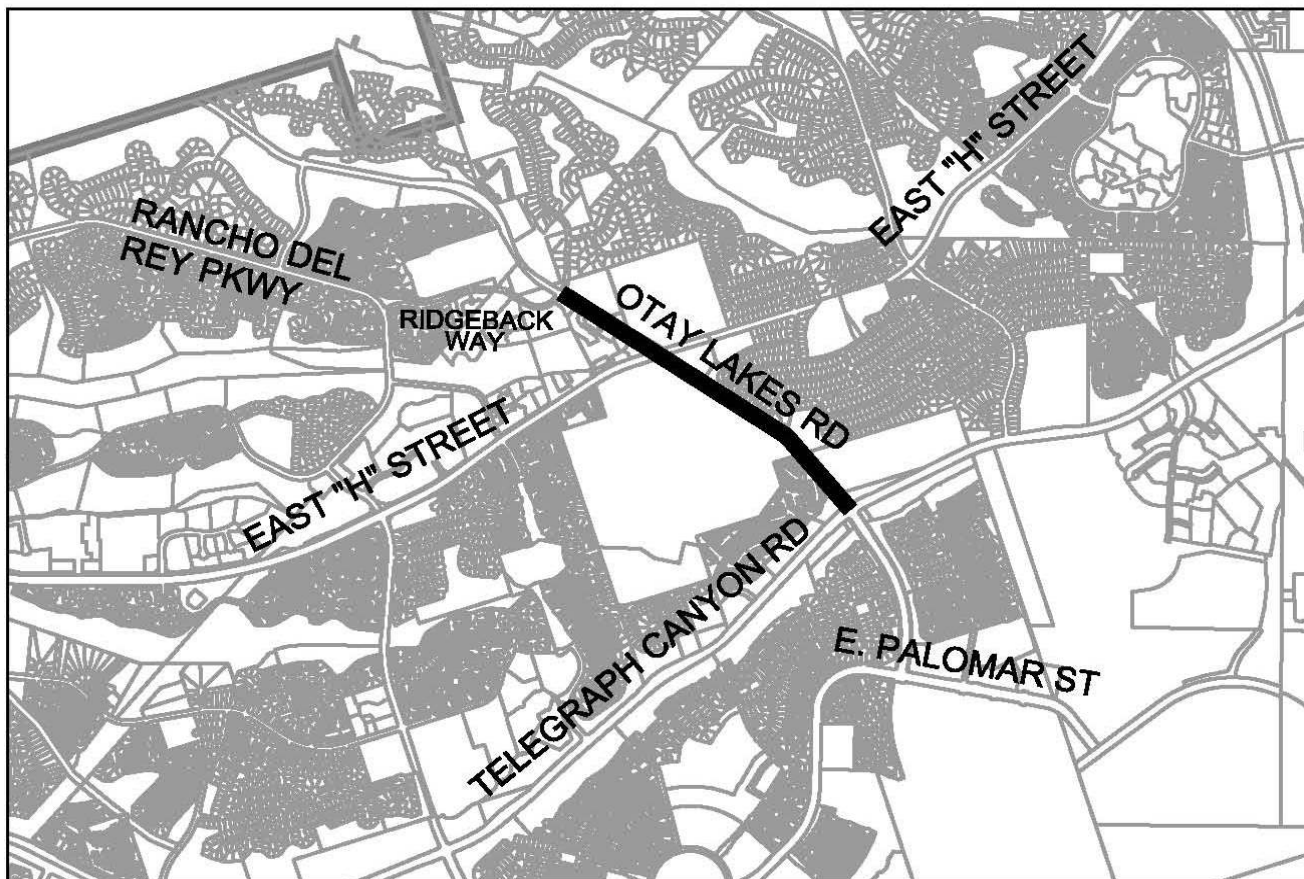 EAST "H" STREET
RANCHO DEL
REY PKWY
RIDGEBACK
WAY
OTAY LAKES RD
EAST "H" STREET
TELEGRAPH CANYON RD
E. PALOMAR ST